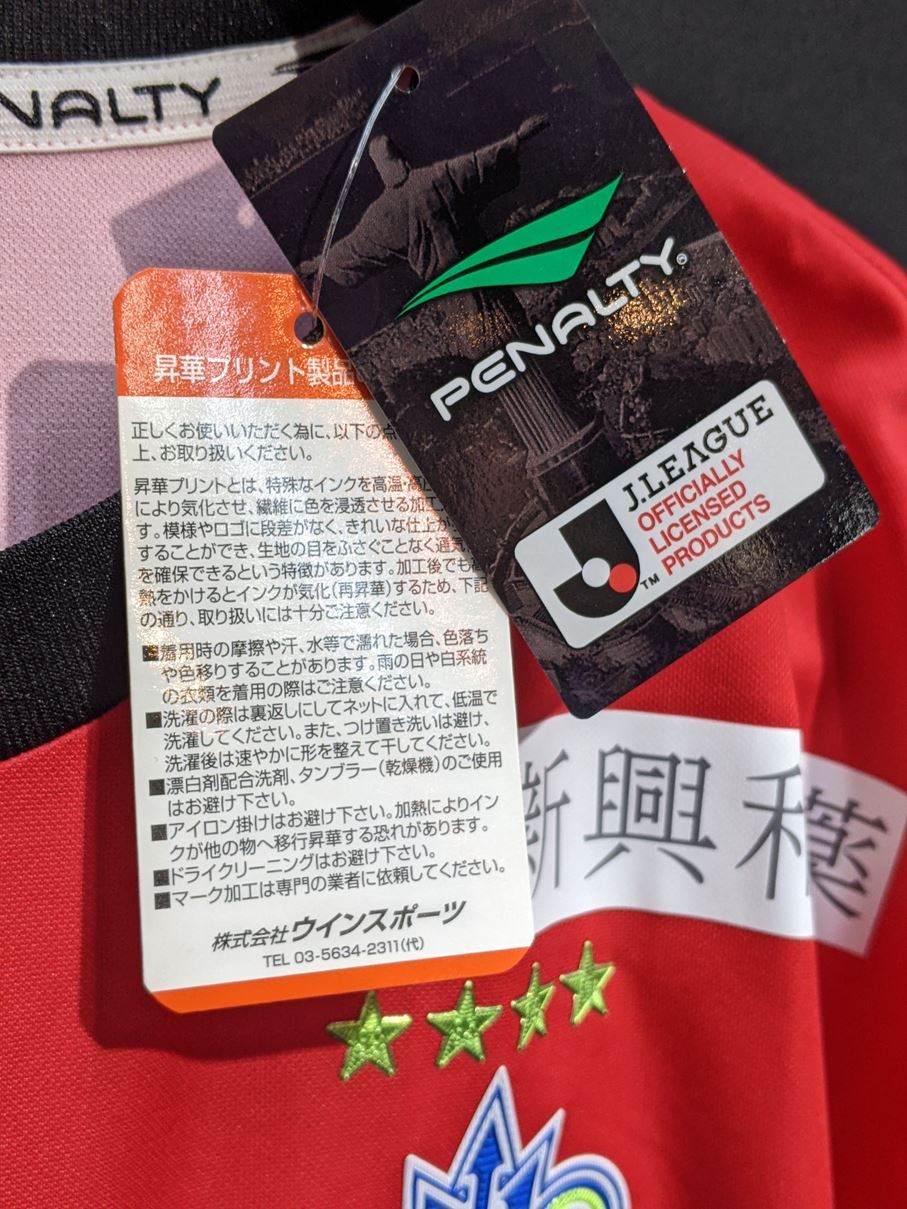 NALTY
PENALTY®
J.LEAGUE
OFFICIALLY
LICENSED
PRODUCTS
TM
昇華プリント製品
正しくお使いいただく為に、以下の点
上、お取り扱いください。
昇華プリントとは、特殊なインクを高温・高
により気化させ、繊維に色を浸透させる加工
す。模様やロゴに段差がなく、きれいな仕上が
することができ、生地の目をふさぐことなく通気
を確保できるという特徴があります。加工後でも
熱をかけるとインクが気化(再昇華)するため、下記
の通り、取り扱いには十分ご注意ください。
■着用時の摩擦や汗、水等で濡れた場合、色落ち
や色移りすることがあります。雨の日や白系統
の衣類を着用の際はご注意ください。
■洗濯の際は裏返しにしてネットに入れて、低温で
洗濯してください。また、つけ置き洗いは避け、
洗濯後は速やかに形を整えて干してください。
■漂白剤配合洗剤、タンブラー(乾燥機)のご使用
はお避け下さい。
■アイロン掛けはお避け下さい。加熱によりイン
クが他の物へ移行昇華する恐れがあります。
■ドライクリーニングはお避け下さい。
■マーク加工は専門の業者に依頼してください。
株式会社ウインスポーツ
TEL 03-5634-2311(代)
新興和薬